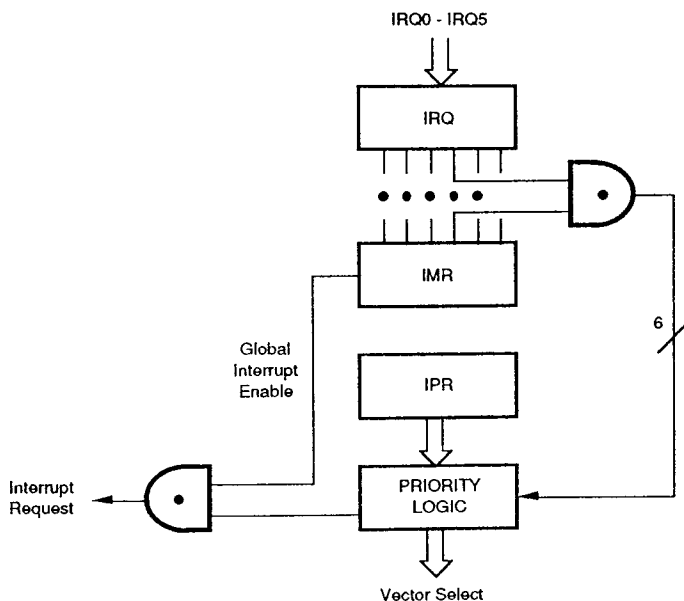 IRQ0 - IRQ5
IRQ
IMR
6
Global
Interrupt
Enable
IPR
Interrupt
Request
PRIORITY
LOGIC
Vector Select